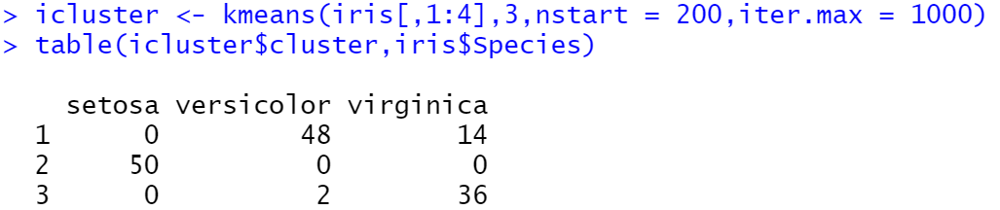 > icluster <- kmeans(iris[,1:4],3,nstart = 200,iter.max = 1000)
> table(icluster$cluster,iris$Species)
setosa versicolor virginica
1 0 48 14
2 50 0 0
3 0 2 36